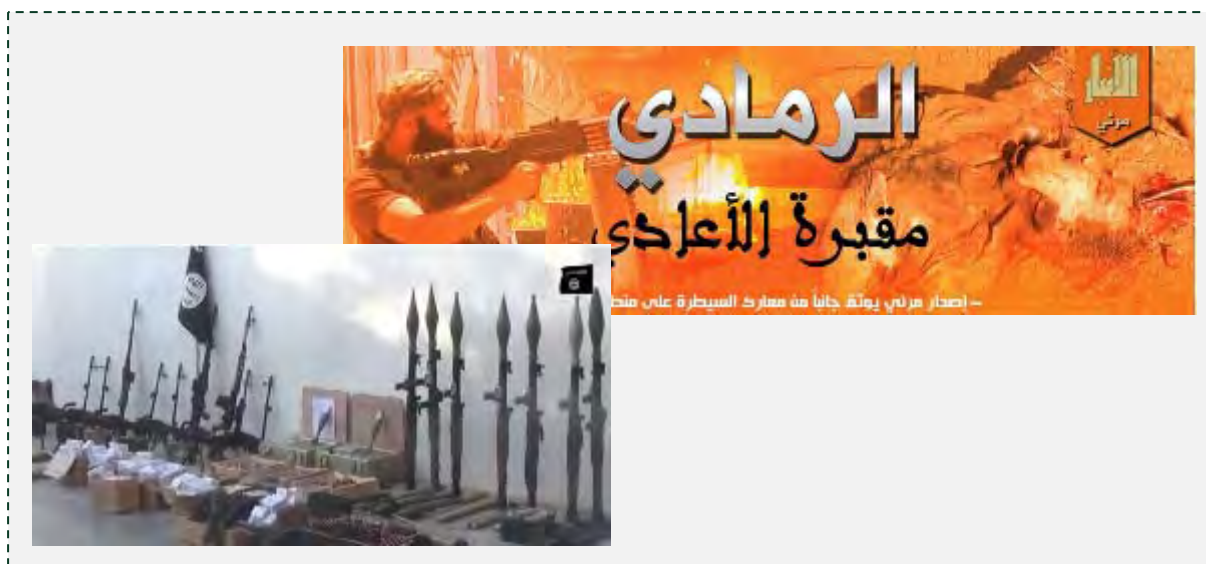 الرمادي
مقبرة الأعادي
– إصدار مرئي يوثق جانبا من معارك السيطرة على
الأنبار
مرئي